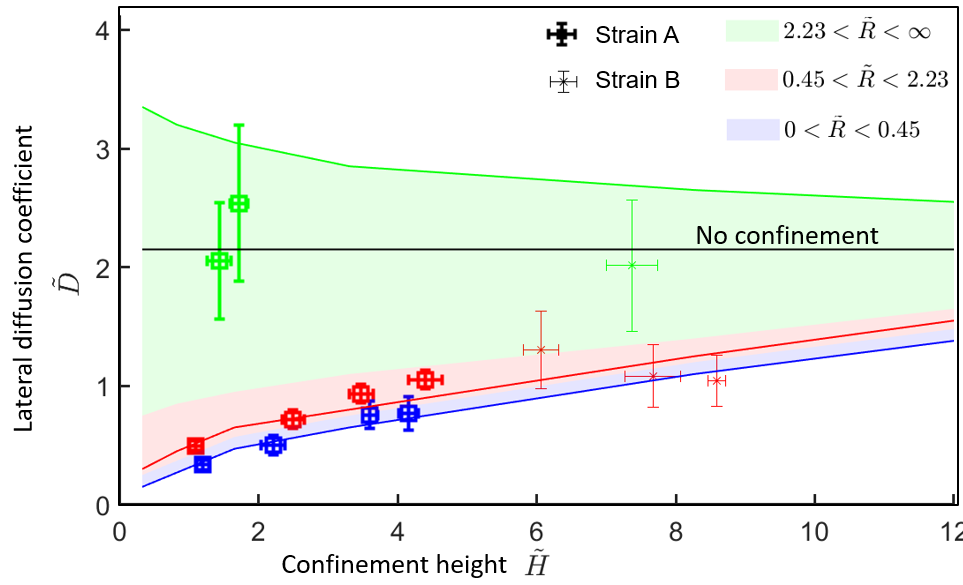 4
3
2
1
0
Lateral diffusion coefficient
D̃
Strain A
Strain B
2.23 < R̃ < ∞
0.45 < R̃ < 2.23
0 < R̃ < 0.45
No confinement
0 2 4 6 8 10 12
Confinement height H̃